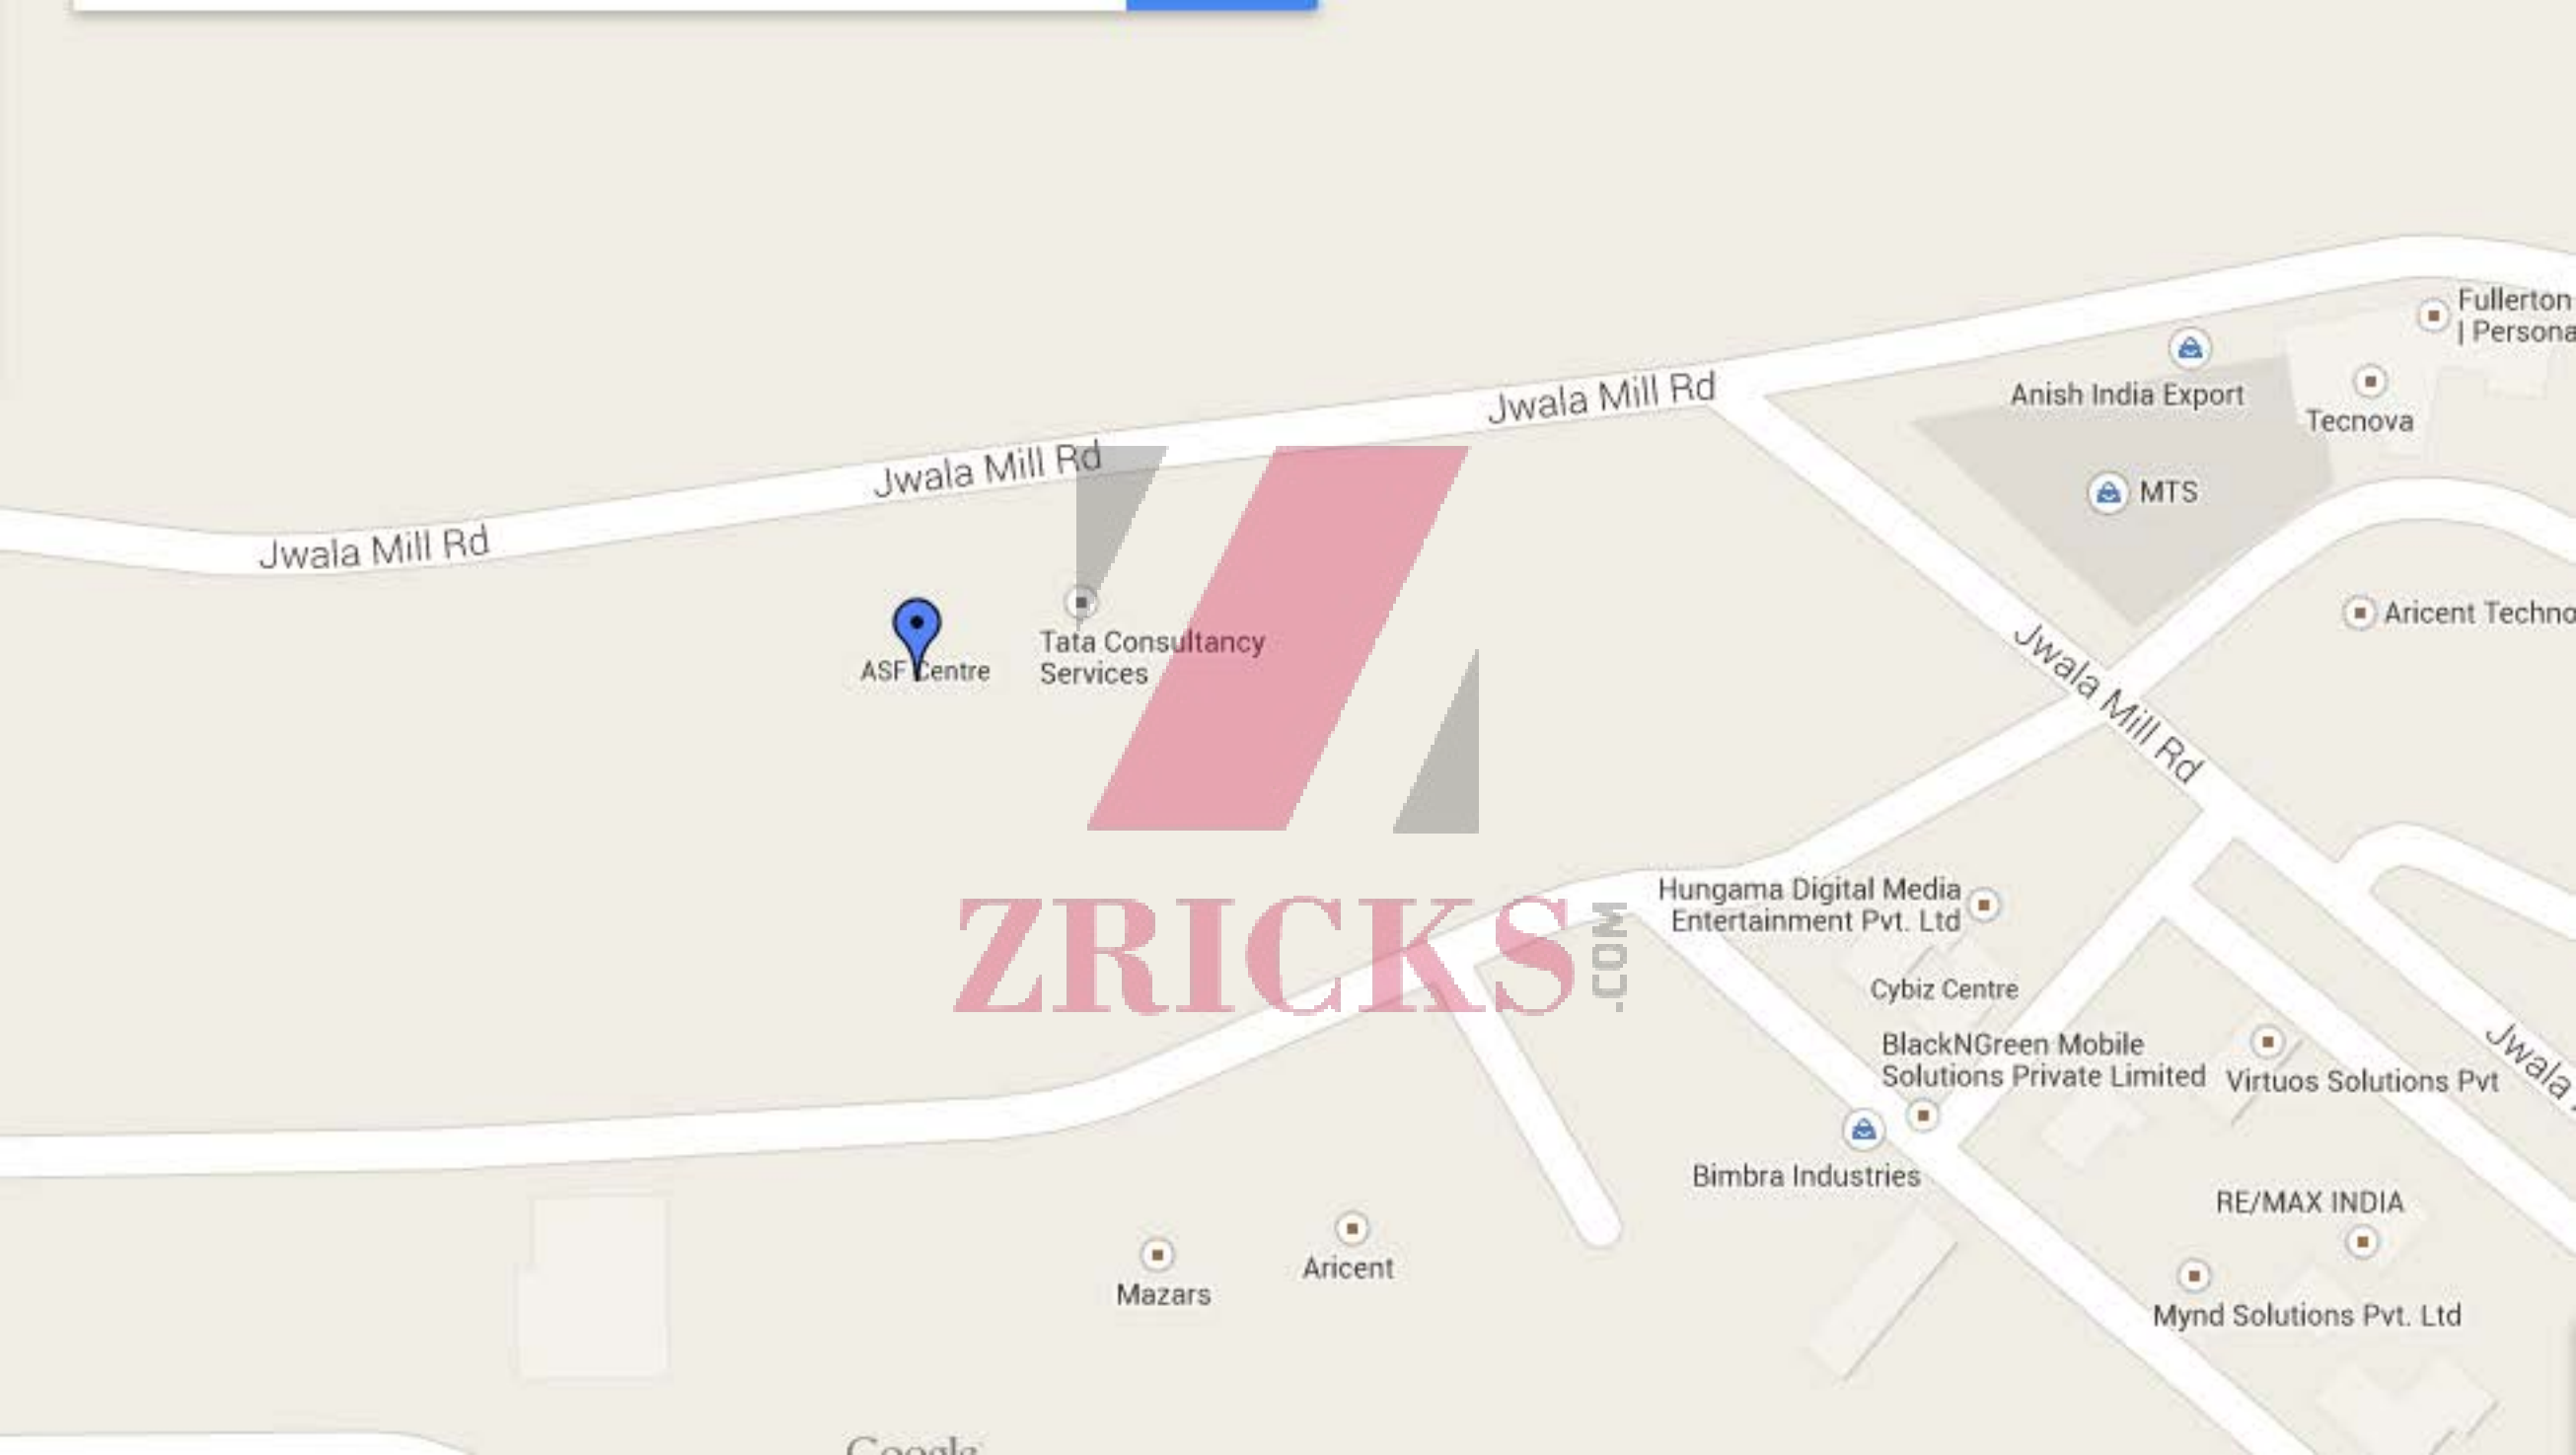 Fullerton
| Persona
Anish India Export
Tecnova
Jwala Mill Rd
Jwala Mill Rd
Jwala Mill Rd
MTS
Aricent Techno
Tata Consultancy
Services
ASF Centre
Jwala Mill Rd
Hungama Digital Media
Entertainment Pvt. Ltd
ZRICKS
.COM
Cybiz Centre
BlackNGreen Mobile
Solutions Private Limited
Virtuos Solutions Pvt
Jwala
Bimbra Industries
RE/MAX INDIA
Aricent
Mazars
Mynd Solutions Pvt. Ltd
Google